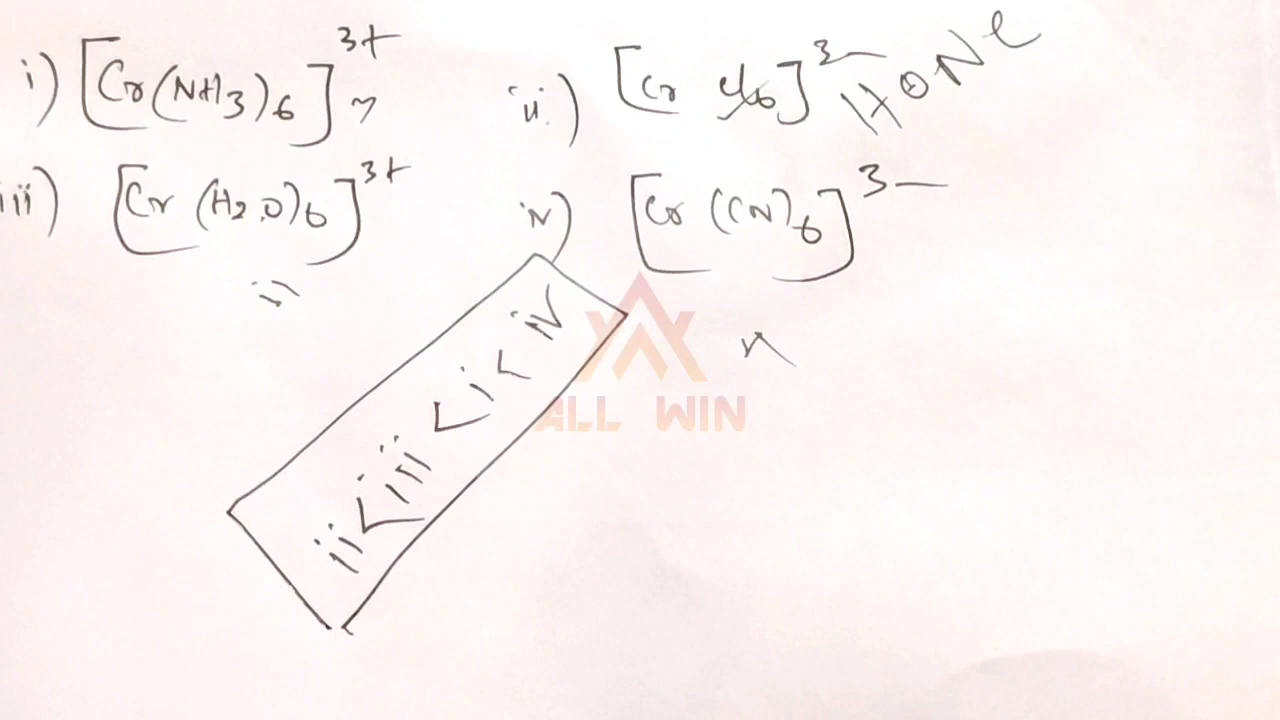 i) [Cr(NH3)6]3+ ii) [Cr Cl6]3-
iii) [Cr (H2O)6]3+ iv) [Cr (CN)6]3-
ii<iii<i<iv
ALL WIN